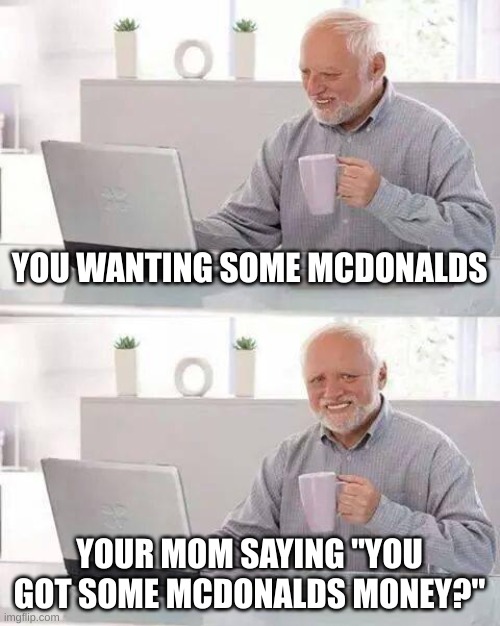 YOU WANTING SOME MCDONALDS
YOUR MOM SAYING "YOU
GOT SOME MCDONALDS MONEY?"
imgflip.com